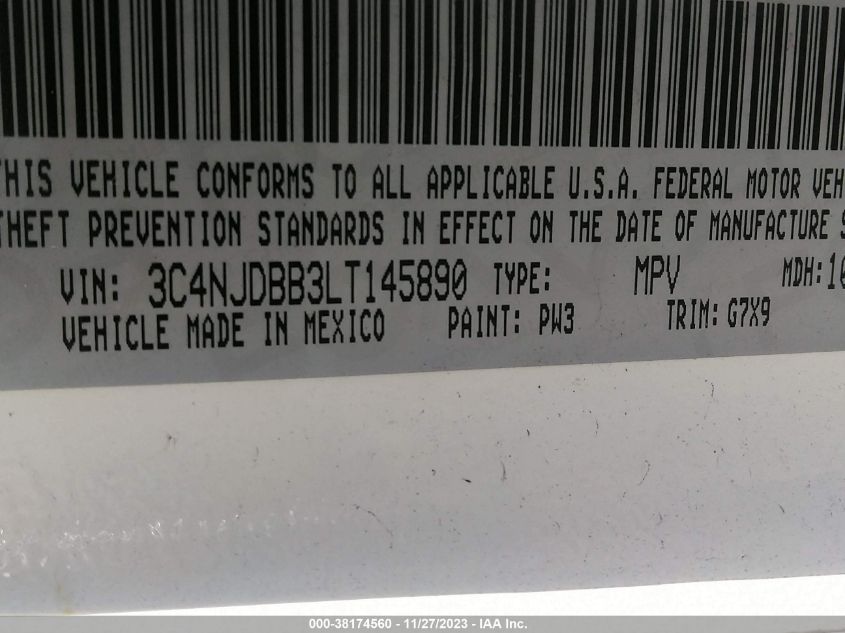 THIS VEHICLE CONFORMS TO ALL APPLICABLE U.S.A. FEDERAL MOTOR VEH
THEFT PREVENTION STANDARDS IN EFFECT ON THE DATE OF MANUFACTURE S
VIN: 3C4NJDBB3LT145890 TYPE: MPV MDH:10
VEHICLE MADE IN MEXICO PAINT: PW3 TRIM: G7X9
000-38174560 - 11/27/2023 - IAA Inc.